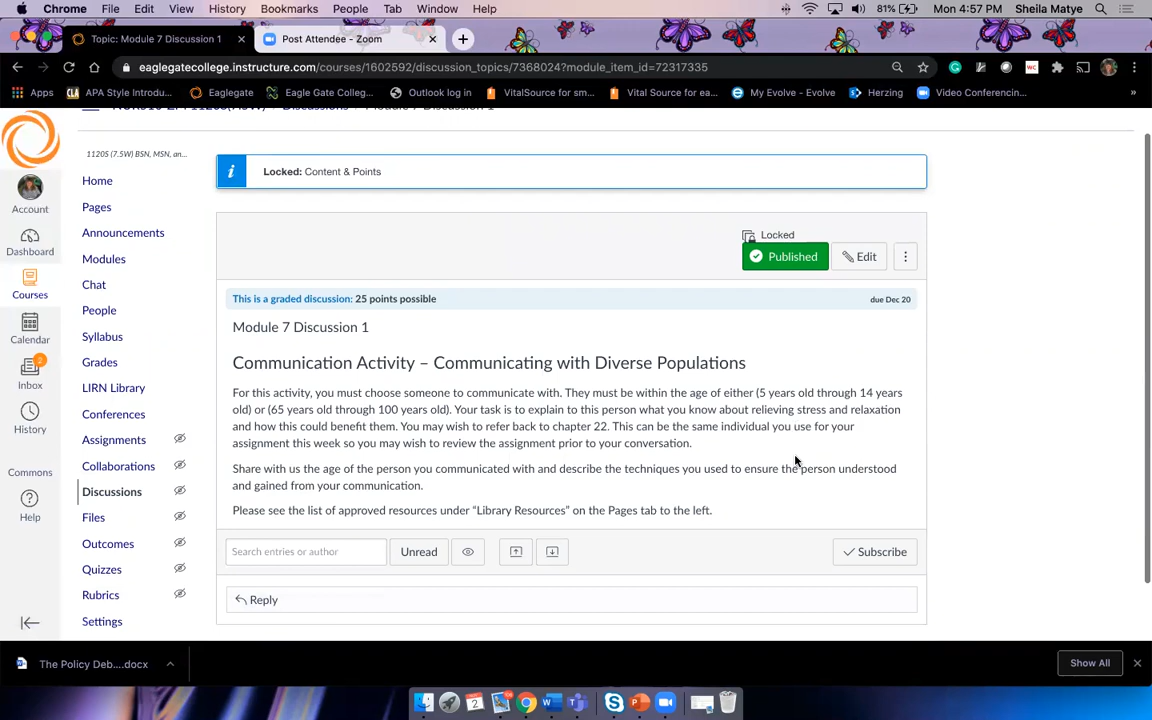 Chrome File Edit View History Bookmarks People Tab Window Help 81% Mon 4:57 PM Sheila Matye
Topic: Module 7 Discussion 1 Post Attendee - Zoom
eaglegatecollege.instructure.com/courses/1602592/discussion_topics/7368024?module_item_id=72317335
Apps APA Style Introdu... Eaglegate Eagle Gate Colleg... Outlook log in VitalSource for sm... Vital Source for ea... My Evolve - Evolve Herzing Video Conferencin... »
1120S (7.5W) BSN, MSN, an...
Locked: Content & Points
Home
Account
Pages
Locked
Announcements
Published Edit
Dashboard
Modules
Chat
This is a graded discussion: 25 points possible due Dec 20
Courses
People
Module 7 Discussion 1
Syllabus
Calendar
Grades
Communication Activity – Communicating with Diverse Populations
2
Inbox
LIRN Library
For this activity, you must choose someone to communicate with. They must be within the age of either (5 years old through 14 years
old) or (65 years old through 100 years old). Your task is to explain to this person what you know about relieving stress and relaxation
Conferences
and how this could benefit them. You may wish to refer back to chapter 22. This can be the same individual you use for your
History
Assignments
assignment this week so you may wish to review the assignment prior to your conversation.
Collaborations
Share with us the age of the person you communicated with and describe the techniques you used to ensure the person understood
Commons
and gained from your communication.
Discussions
Help
Files
Please see the list of approved resources under “Library Resources” on the Pages tab to the left.
Outcomes
Search entries or author Unread Subscribe
Quizzes
Rubrics
Reply
Settings
The Policy Deb....docx Show All
2